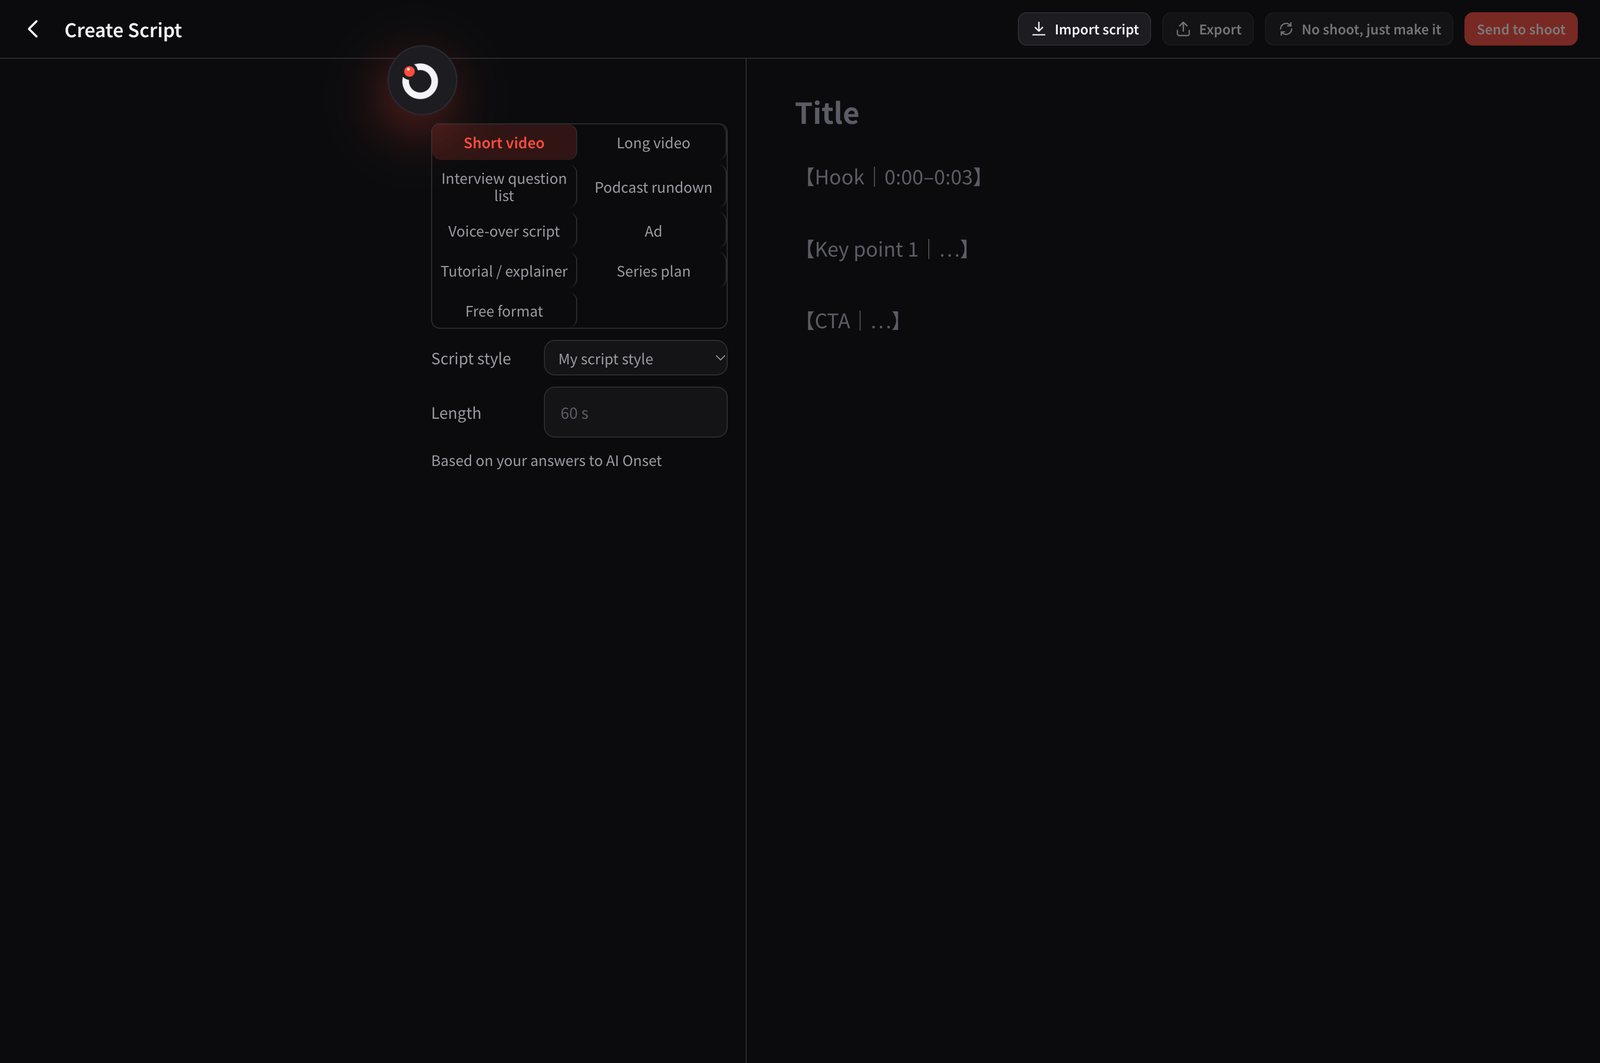 Create Script
Import script
Export
No shoot, just make it
Send to shoot
Short video
Long video
Interview question
list
Podcast rundown
Voice-over script
Ad
Tutorial / explainer
Series plan
Free format
Script style
My script style
Length
60 s
Based on your answers to AI Onset
Title
【Hook｜0:00–0:03】
【Key point 1｜…】
【CTA｜…】